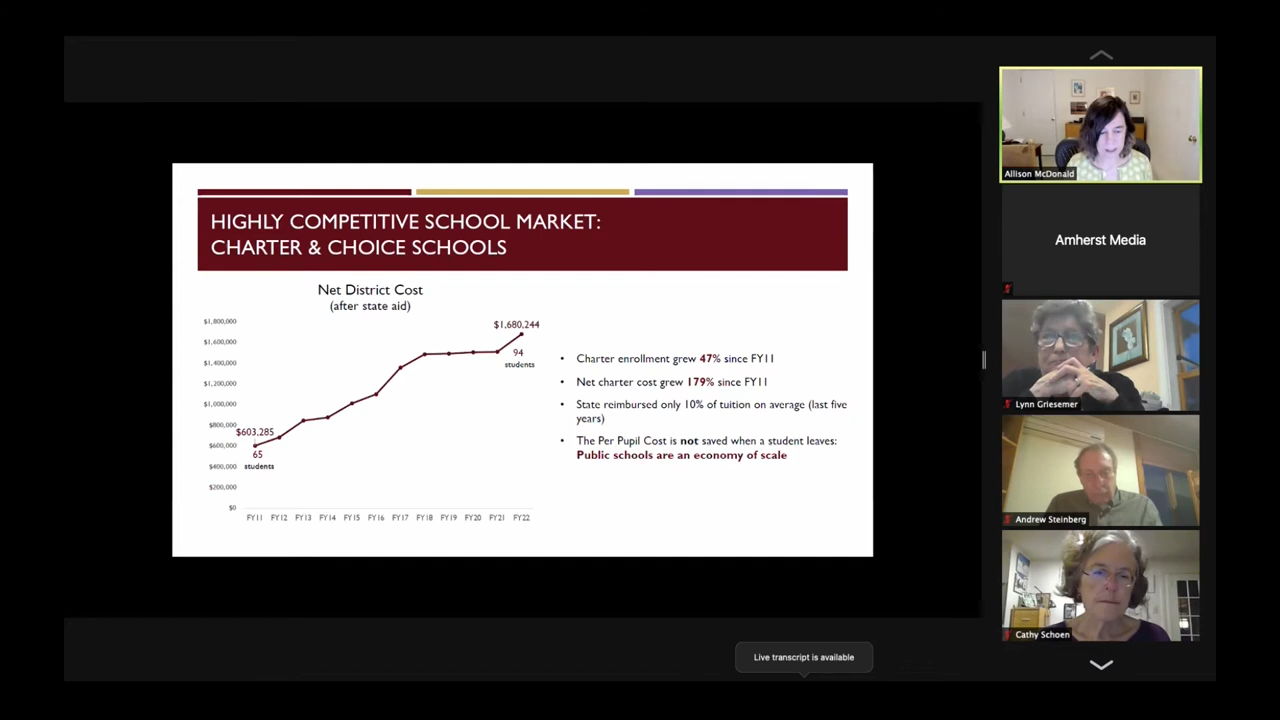 HIGHLY COMPETITIVE SCHOOL MARKET:
CHARTER & CHOICE SCHOOLS
Net District Cost
(after state aid)
$1,800,000
$1,600,000
$1,400,000
$1,200,000
$1,000,000
$800,000
$600,000
$400,000
$200,000
$0
$1,680,244
94
students
$603,285
65
students
FY11 FY12 FY13 FY14 FY15 FY16 FY17 FY18 FY19 FY20 FY21 FY22
• Charter enrollment grew 47% since FY11
• Net charter cost grew 179% since FY11
• State reimbursed only 10% of tuition on average (last five
years)
• The Per Pupil Cost is not saved when a student leaves:
Public schools are an economy of scale
Allison McDonald
Amherst Media
Lynn Griesemer
Andrew Steinberg
Cathy Schoen
Live transcript is available